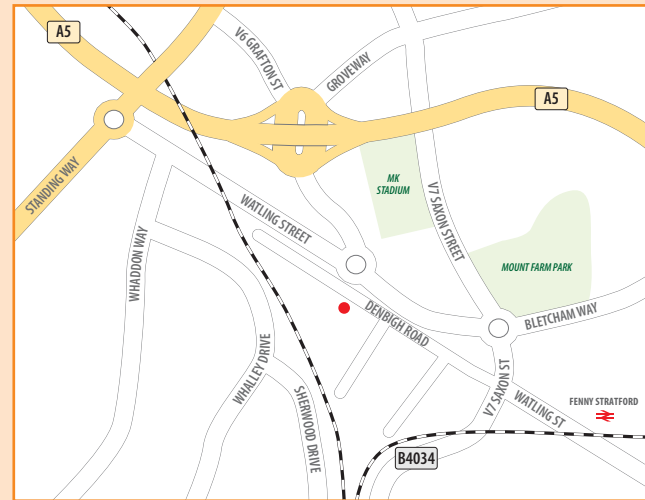 A5
V6 GRAFTON ST
GROVEWAY
A5
STANDING WAY
MK
STADIUM
V7 SAXON STREET
WATLING STREET
WHADDON WAY
MOUNT FARM PARK
DENBIGH ROAD
BLETCHAM WAY
WHALLEY DRIVE
SHERWOOD DRIVE
V7 SAXON ST
WATLING ST
FENNY STRATFORD
B4034